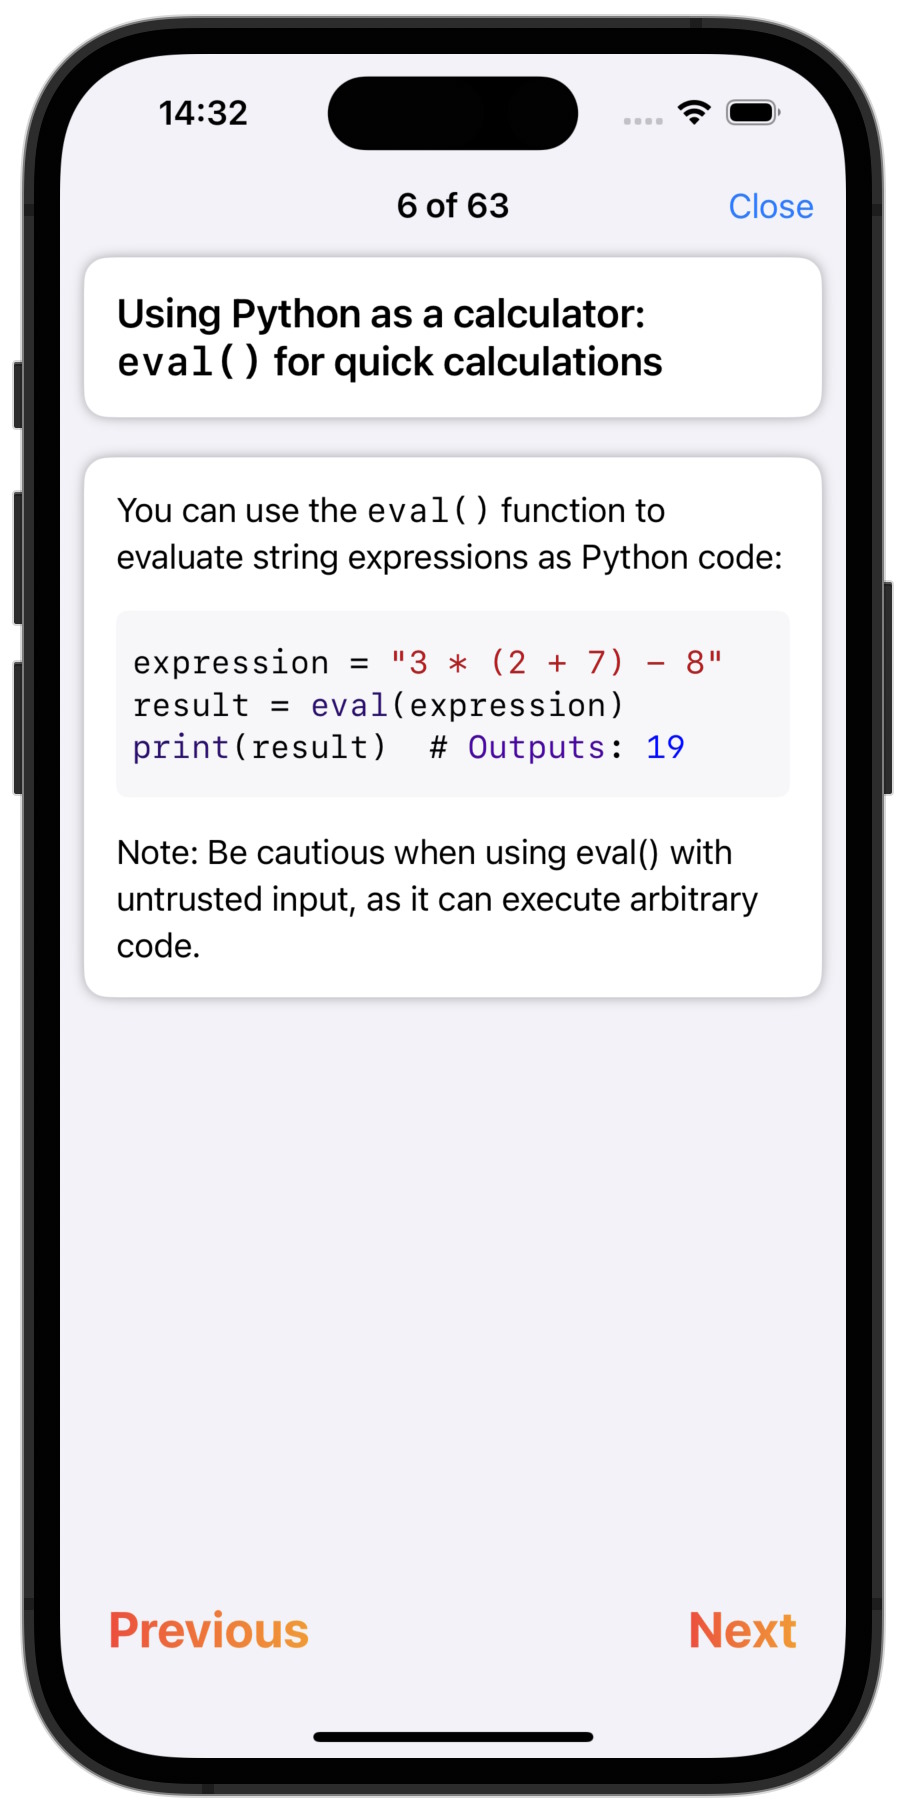 14:32
6 of 63
Close
Using Python as a calculator:
eval() for quick calculations
You can use the eval() function to
evaluate string expressions as Python code:
expression = "3 * (2 + 7) - 8"
result = eval(expression)
print(result)  # Outputs: 19
Note: Be cautious when using eval() with
untrusted input, as it can execute arbitrary
code.
Previous
Next